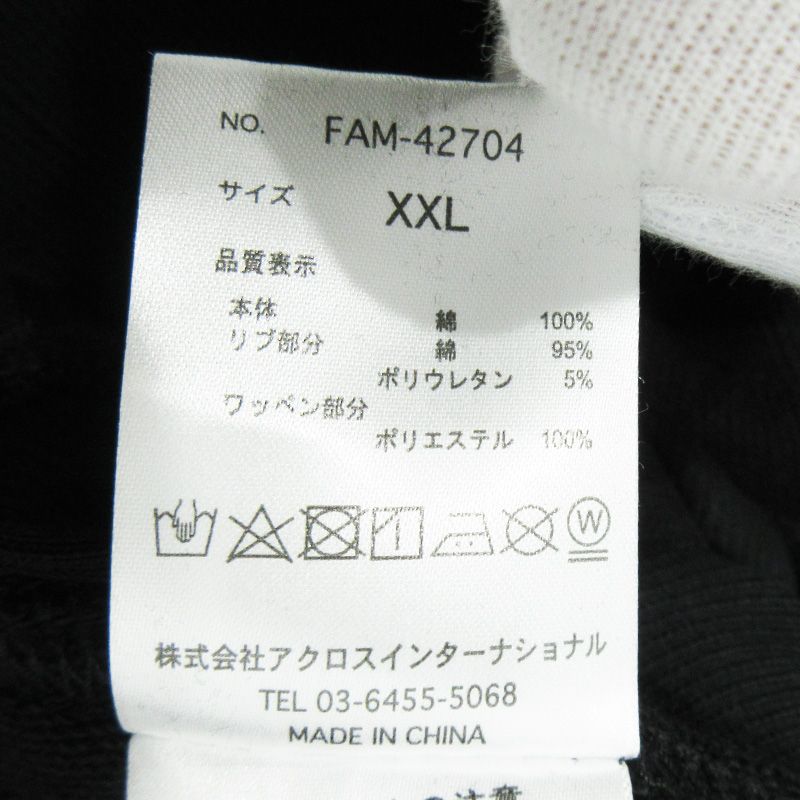 NO. FAM-42704
サイズ XXL
品質表示
本体 綿 100%
リブ部分 綿 95%
ポリウレタン 5%
ワッペン部分
ポリエステル 100%
W
株式会社アクロスインターナショナル
TEL 03-6455-5068
MADE IN CHINA
の注意